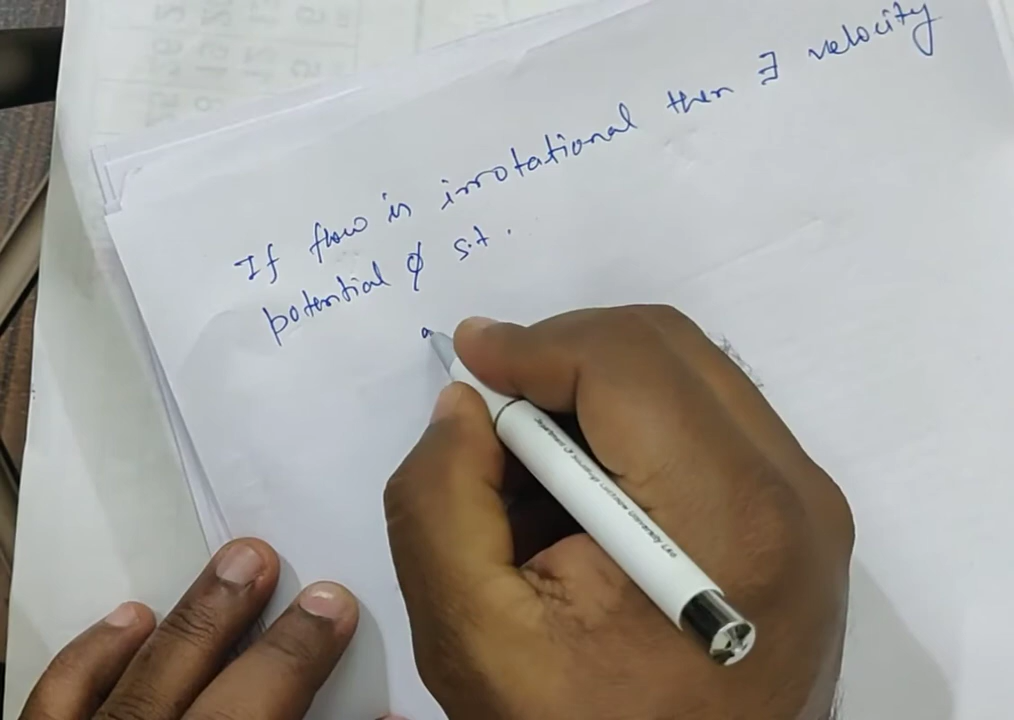 If flow is irrotational then ∃ velocity
potential ϕ s.t.